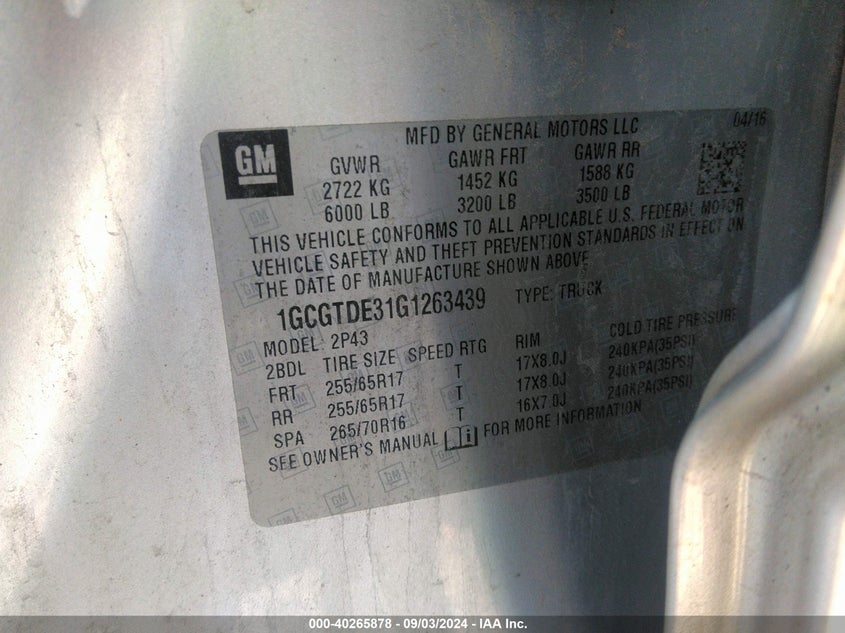 GM
MFD BY GENERAL MOTORS LLC 04/16
GVWR GAWR FRT GAWR RR
2722 KG 1452 KG 1588 KG
6000 LB 3200 LB 3500 LB
THIS VEHICLE CONFORMS TO ALL APPLICABLE U.S. FEDERAL MOTOR
VEHICLE SAFETY AND THEFT PREVENTION STANDARDS IN EFFECT ON
THE DATE OF MANUFACTURE SHOWN ABOVE
1GCGTDE31G1263439 TYPE: TRUCK
MODEL: 2P43
2BDL TIRE SIZE SPEED RTG RIM COLD TIRE PRESSURE
FRT 255/65R17 T 17X8.0J 240KPA(35PSI)
RR 255/65R17 T 17X8.0J 240KPA(35PSI)
SPA 265/70R16 T 16X7.0J 240KPA(35PSI)
SEE OWNER'S MANUAL FOR MORE INFORMATION
000-40265878 - 09/03/2024 - IAA Inc.